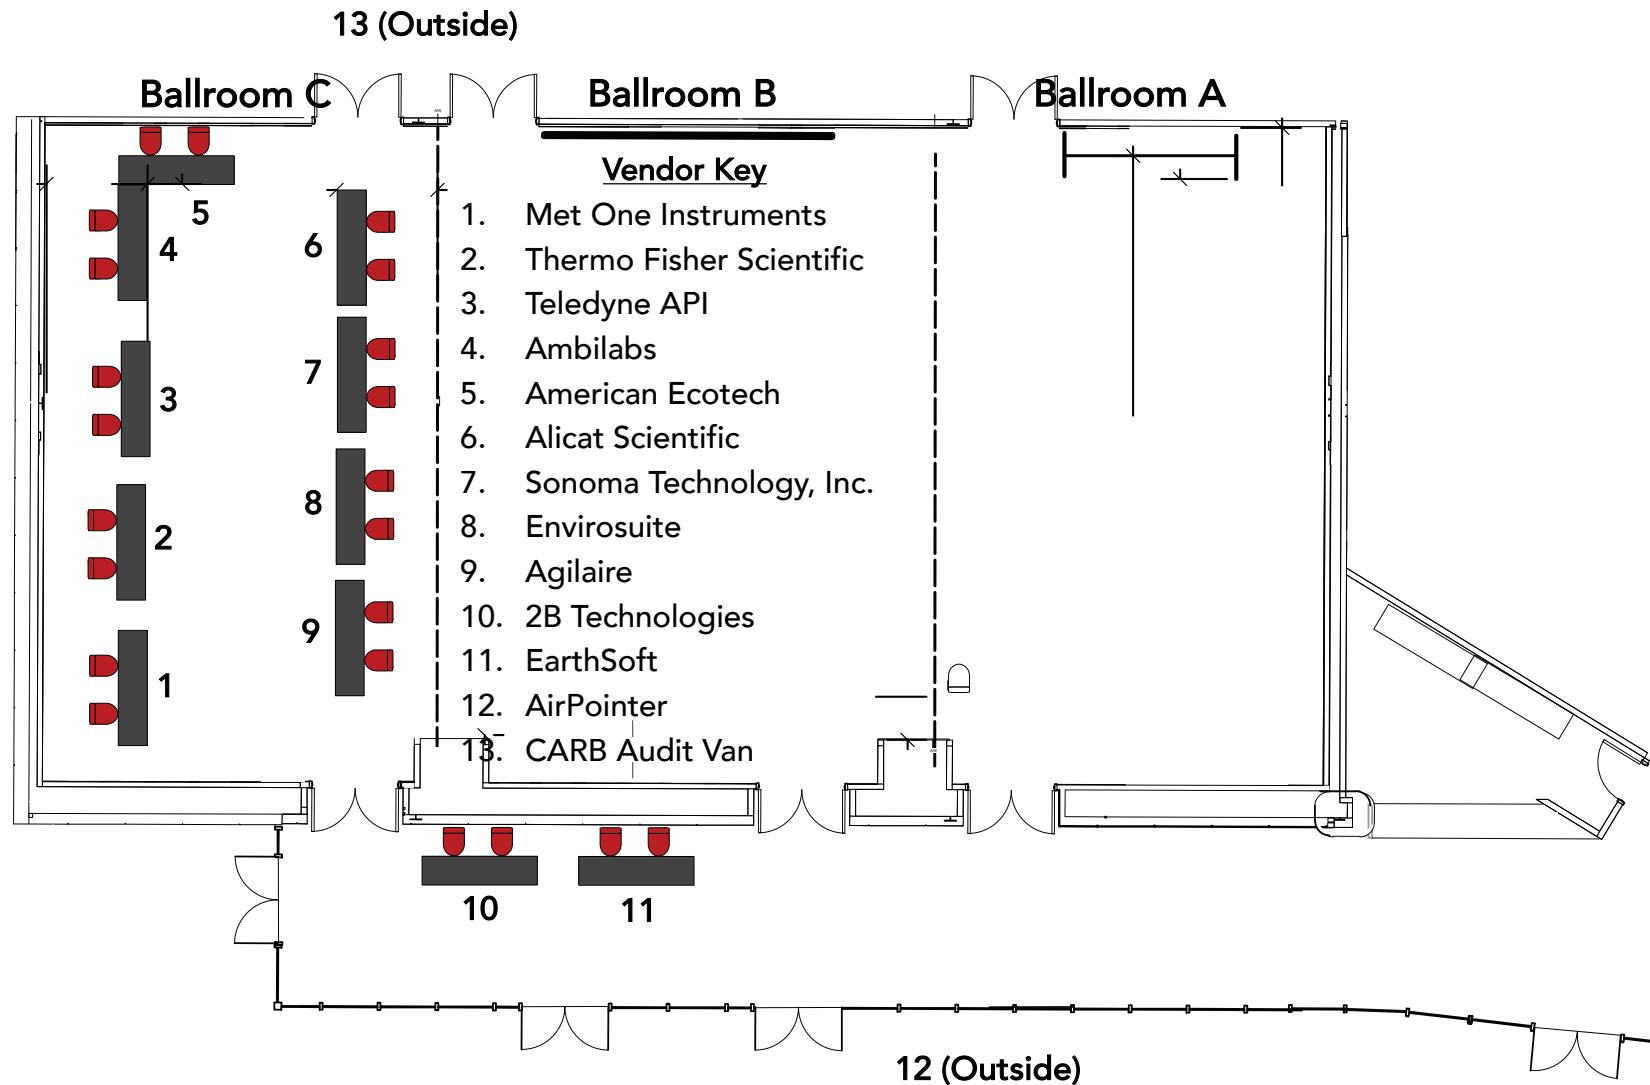 13 (Outside)
Ballroom C
Ballroom B
Ballroom A
Vendor Key
1. Met One Instruments
2. Thermo Fisher Scientific
3. Teledyne API
4. Ambilabs
5. American Ecotech
6. Alicat Scientific
7. Sonoma Technology, Inc.
8. Envirosuite
9. Agilaire
10. 2B Technologies
11. EarthSoft
12. AirPointer
13. CARB Audit Van
5
4
3
2
1
6
7
8
9
10
11
12 (Outside)